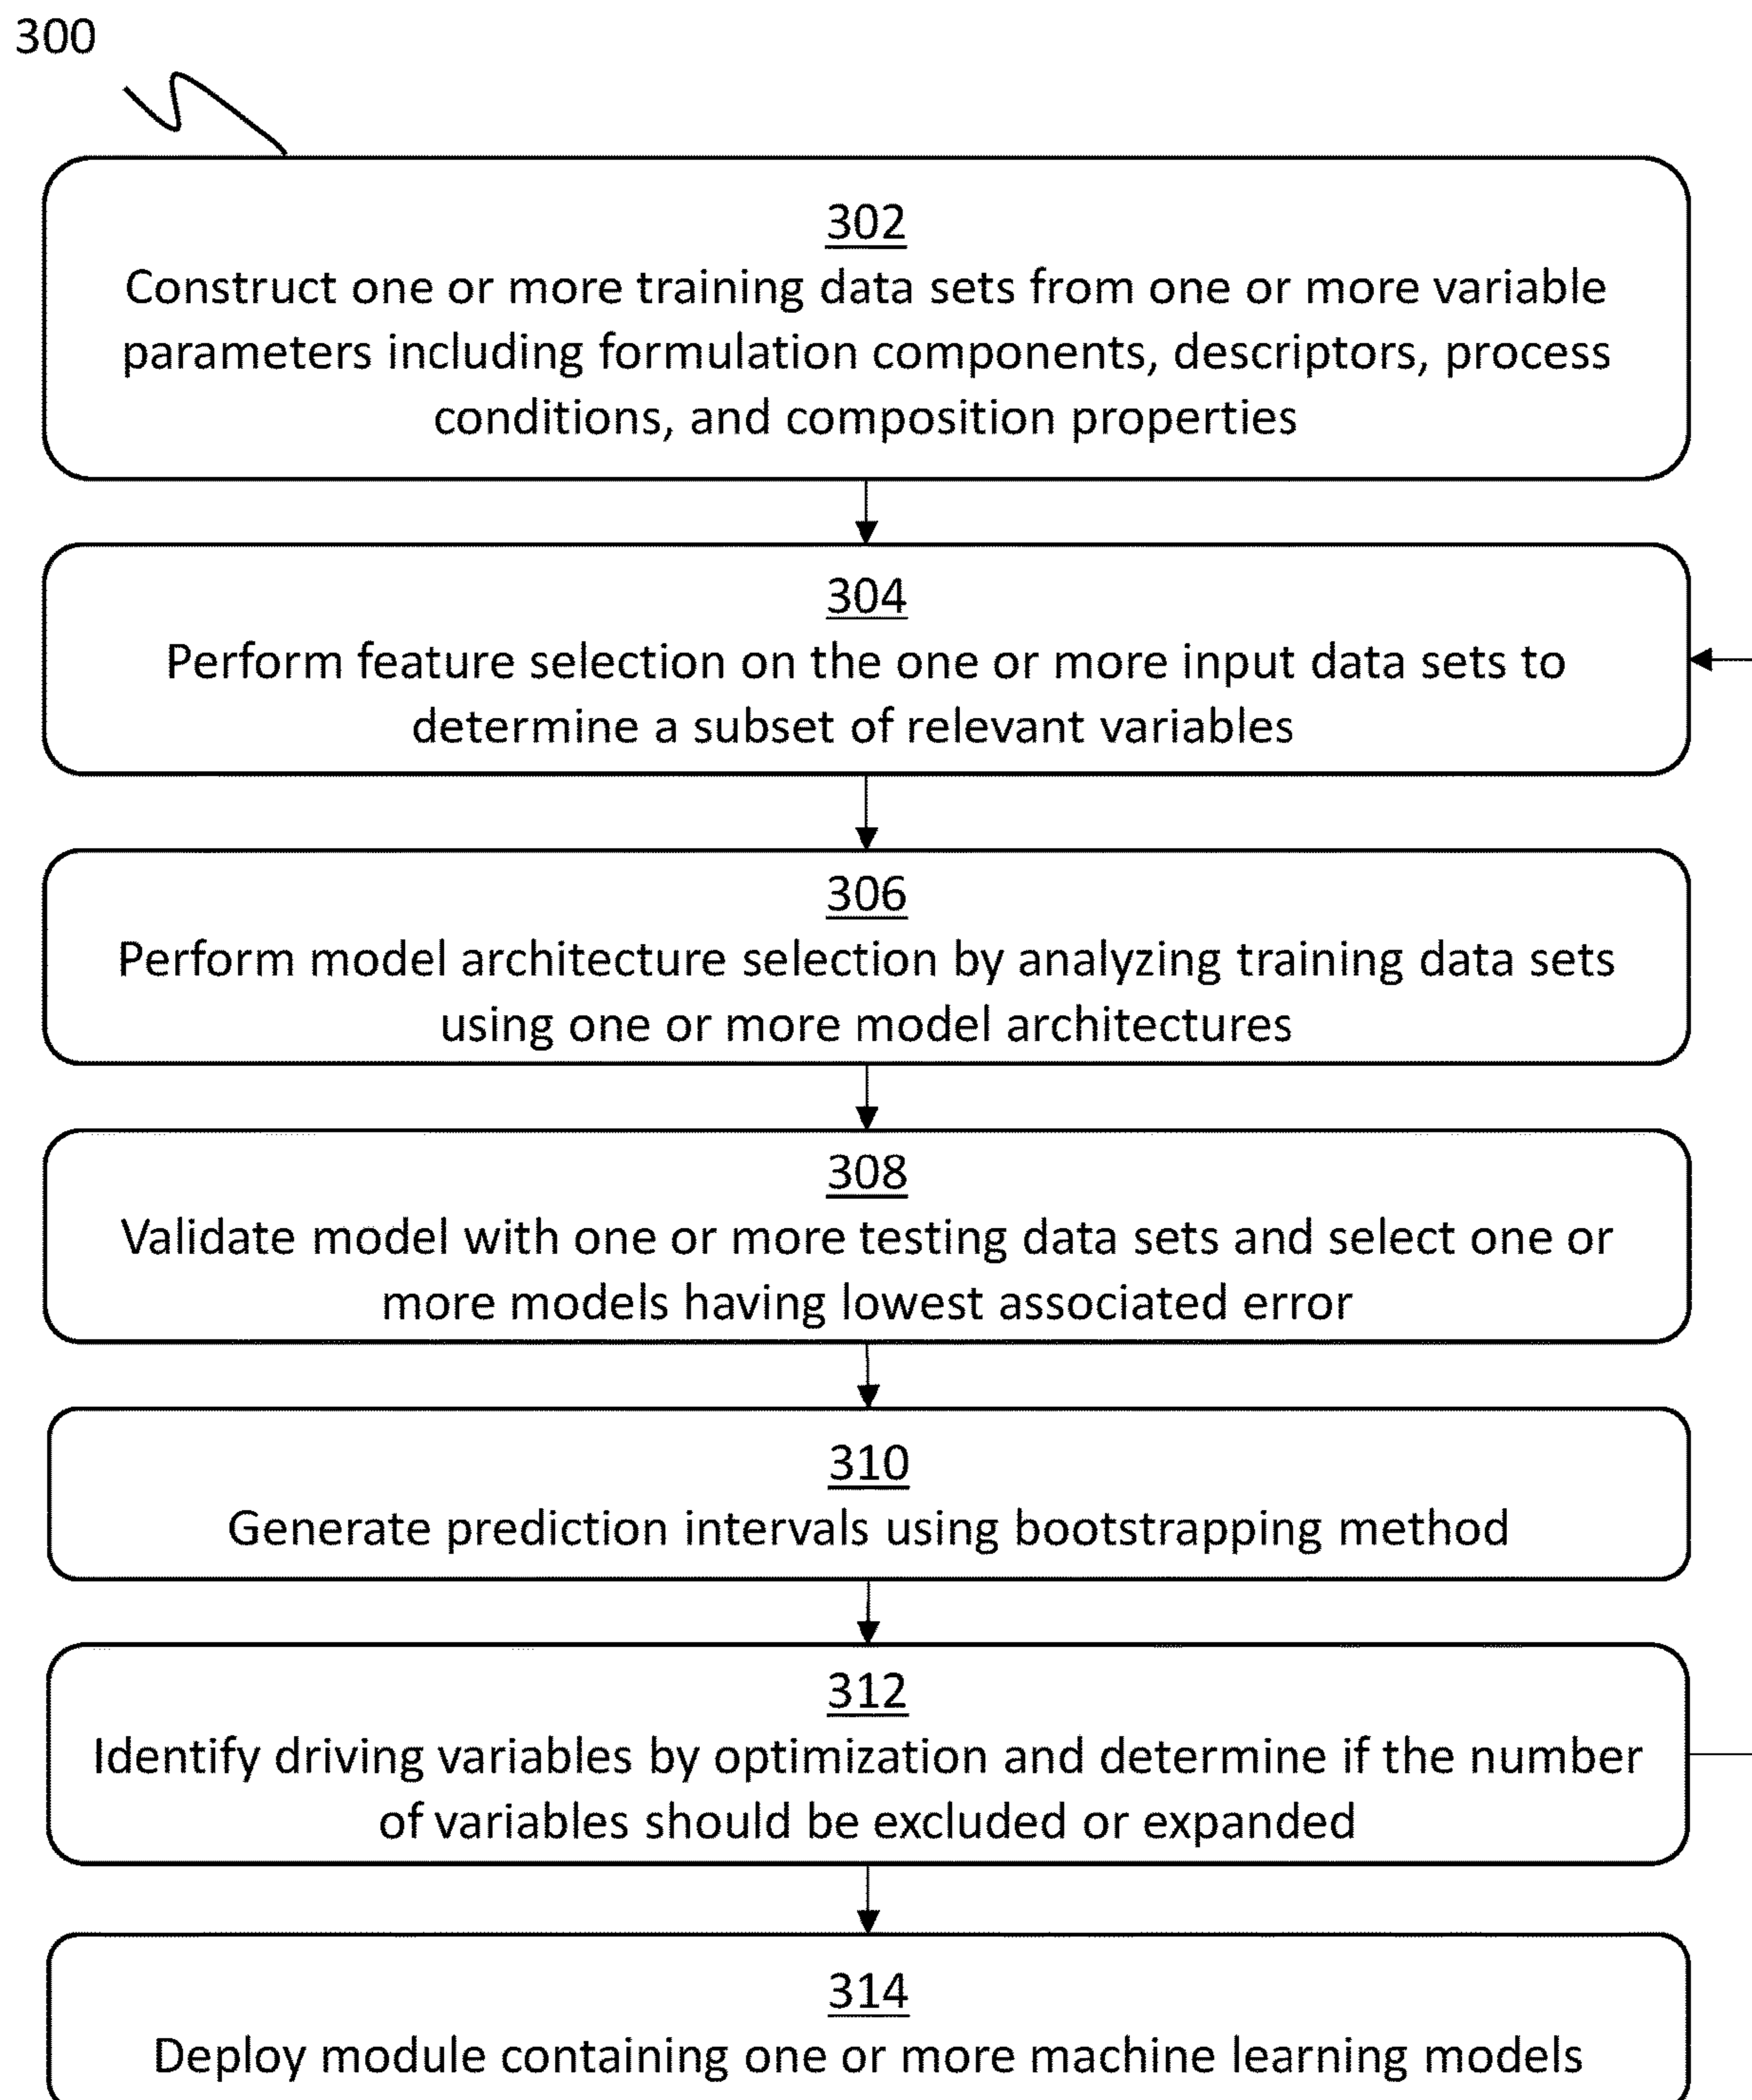 300
302
Construct one or more training data sets from one or more variable
parameters including formulation components, descriptors, process
conditions, and composition properties
304
Perform feature selection on the one or more input data sets to
determine a subset of relevant variables
306
Perform model architecture selection by analyzing training data sets
using one or more model architectures
308
Validate model with one or more testing data sets and select one or
more models having lowest associated error
310
Generate prediction intervals using bootstrapping method
312
Identify driving variables by optimization and determine if the number
of variables should be excluded or expanded
314
Deploy module containing one or more machine learning models